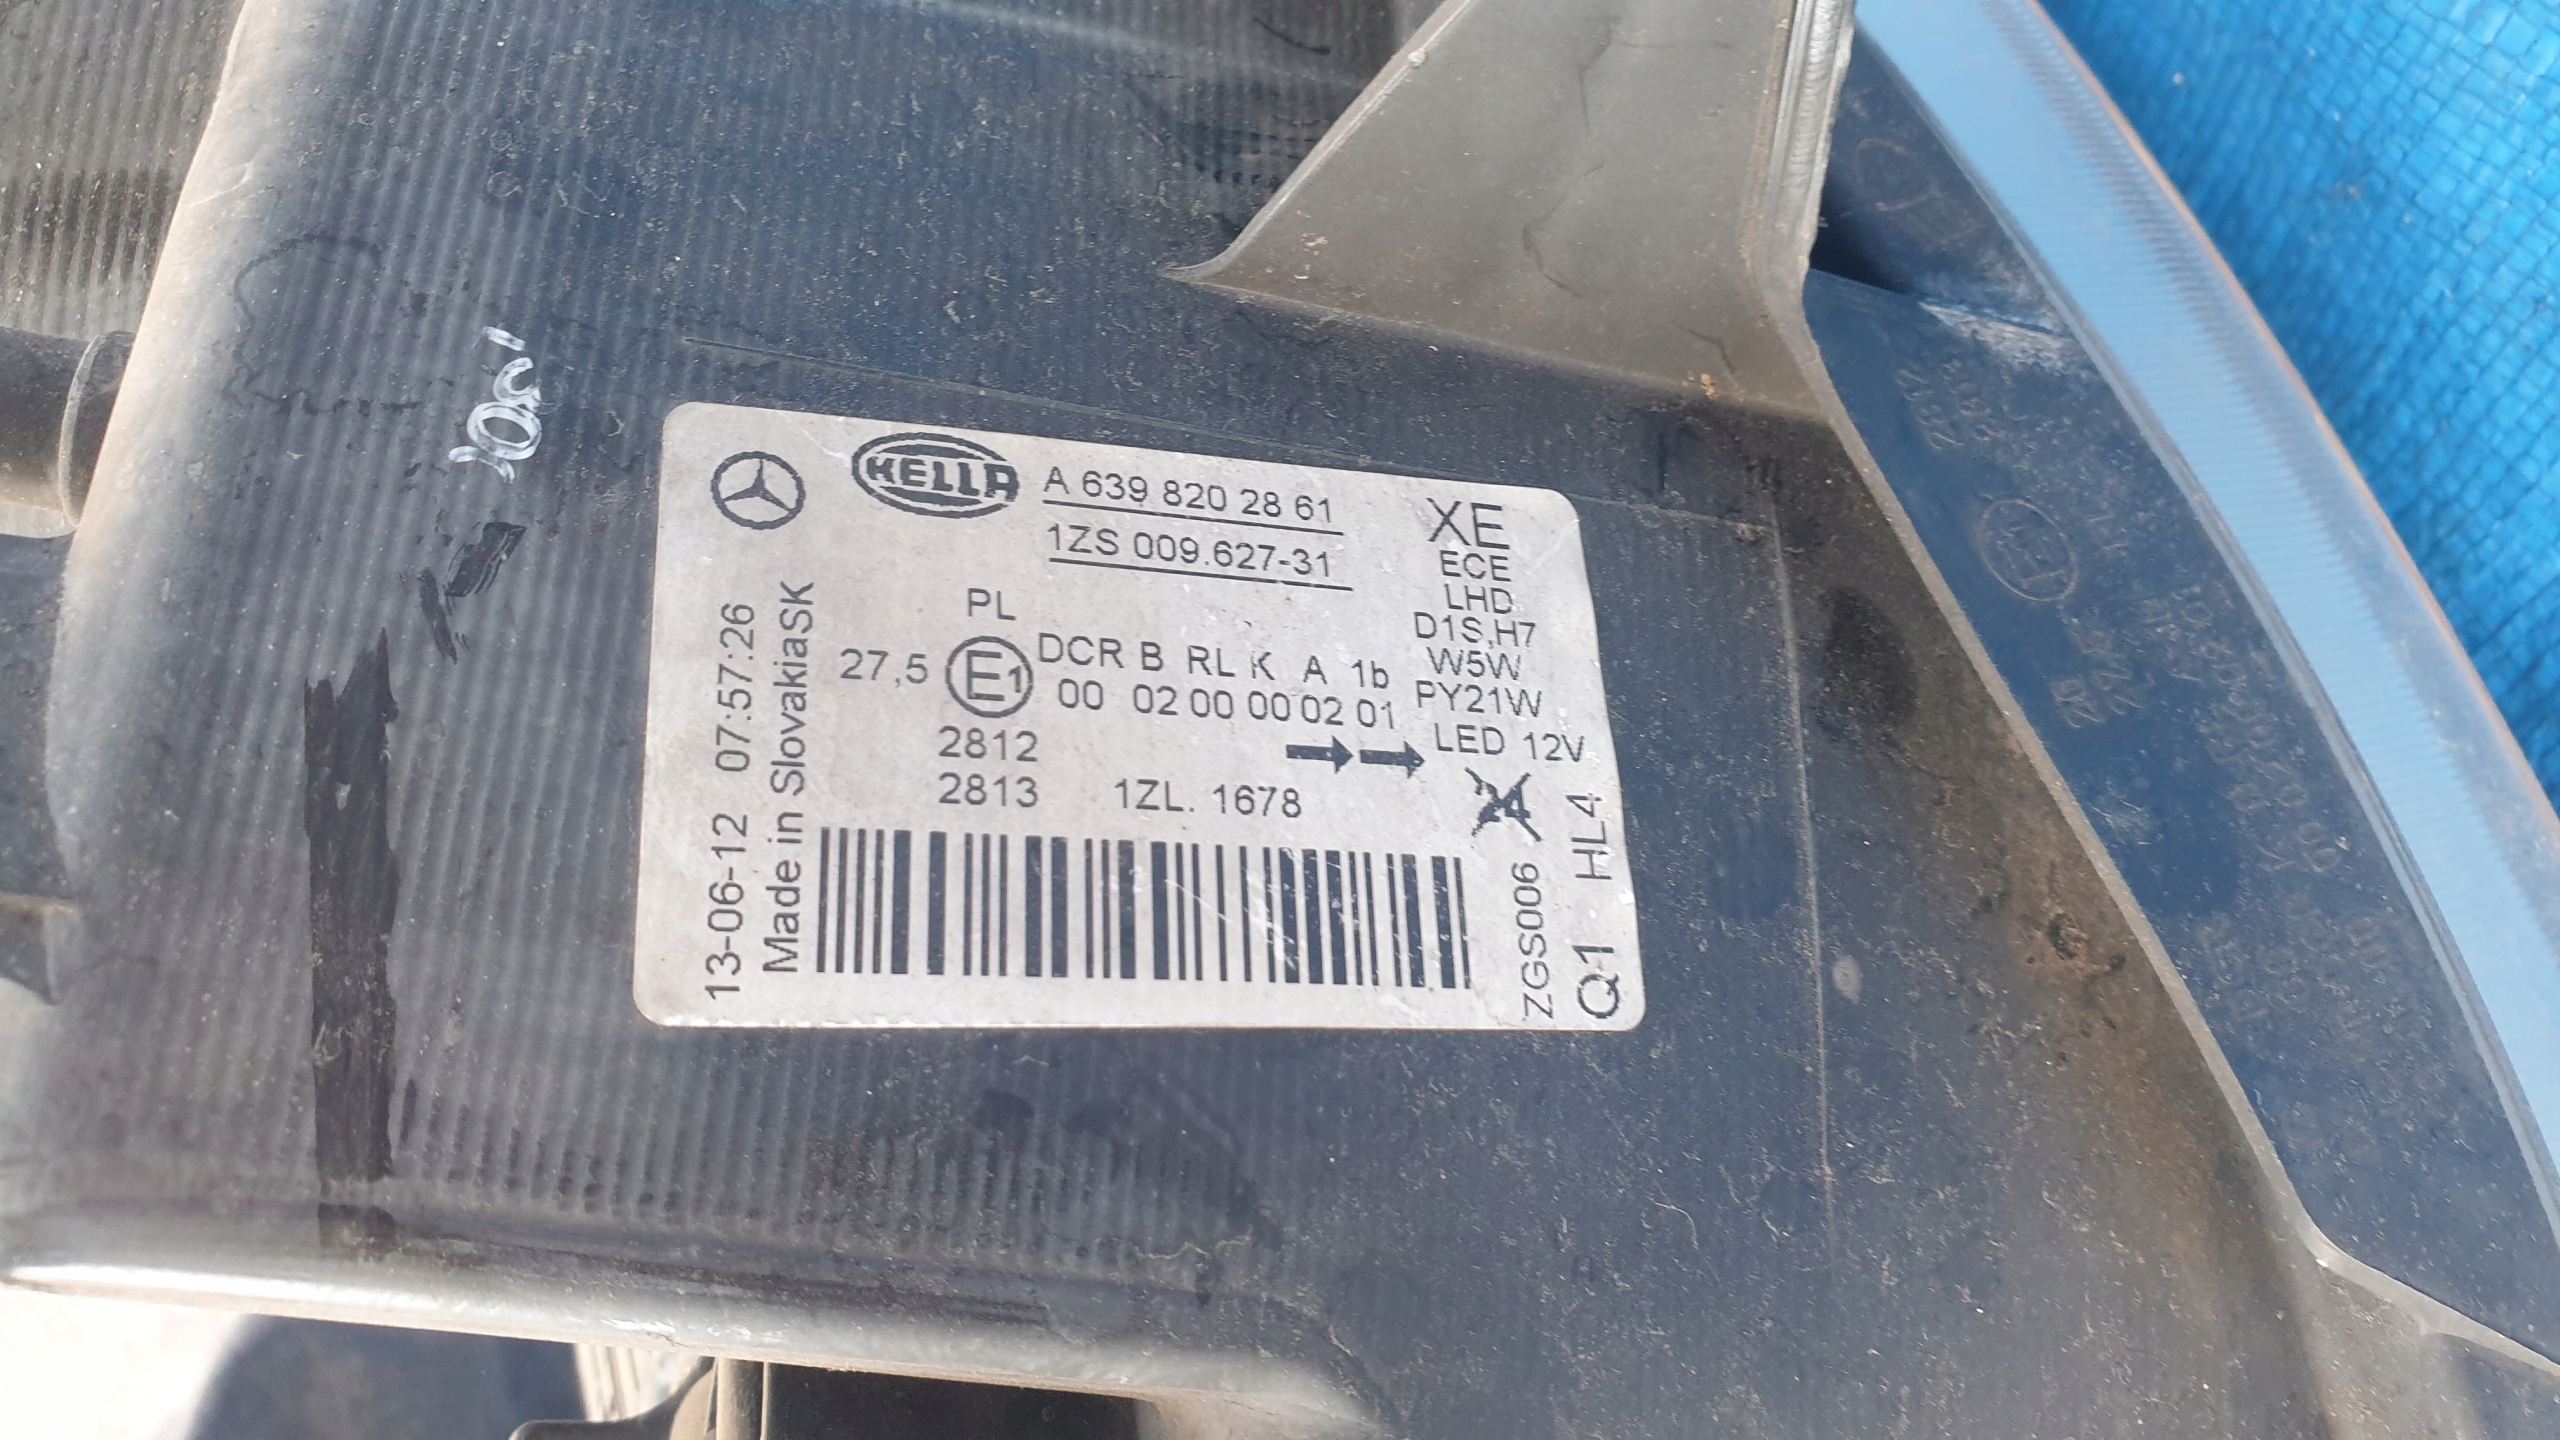 HELLA
A 639 820 28 61
1ZS 009.627-31
XE
ECE
LHD
D1S,H7
W5W
PY21W
LED 12V
24
PL
27,5 E1 DCR B RL K A 1b
00 02 00 00 02 01
2812
2813 1ZL. 1678
13-06-12 07:57:26
Made in SlovakiaSK
ZGS006
Q1 HL4